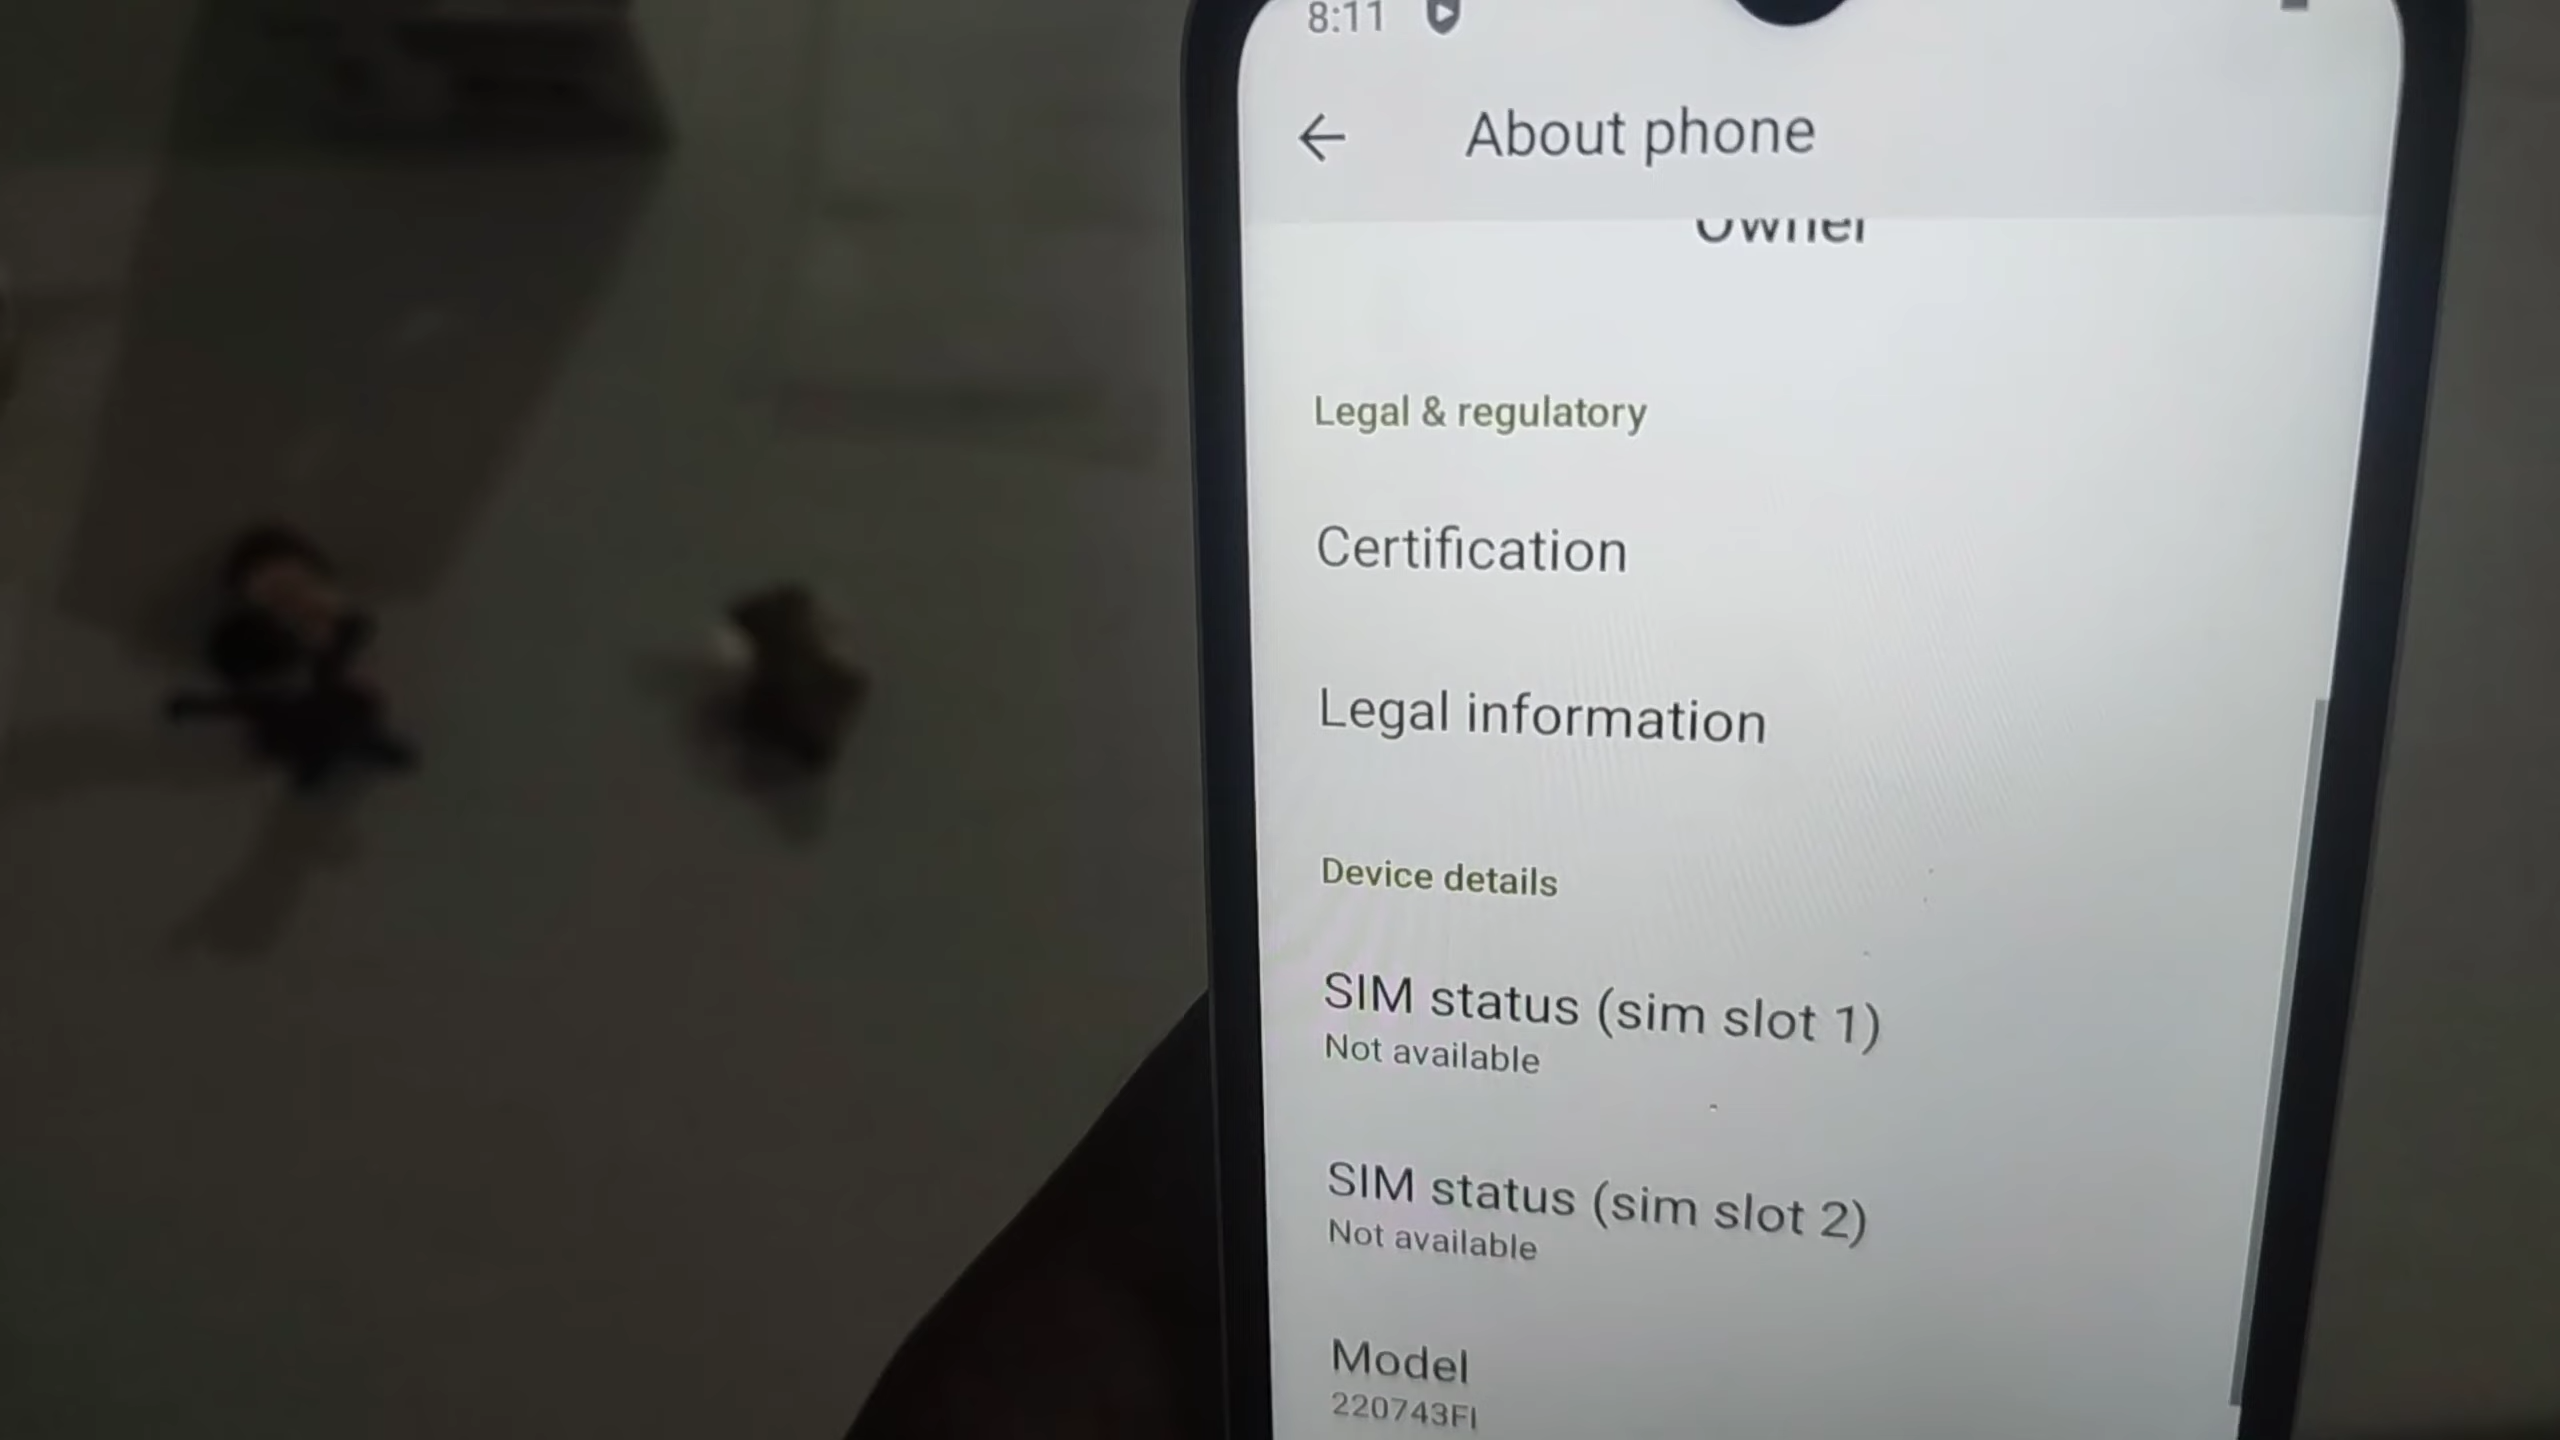 8:11
About phone
Owner
Legal & regulatory
Certification
Legal information
Device details
SIM status (sim slot 1)
Not available
SIM status (sim slot 2)
Not available
Model
220743FI